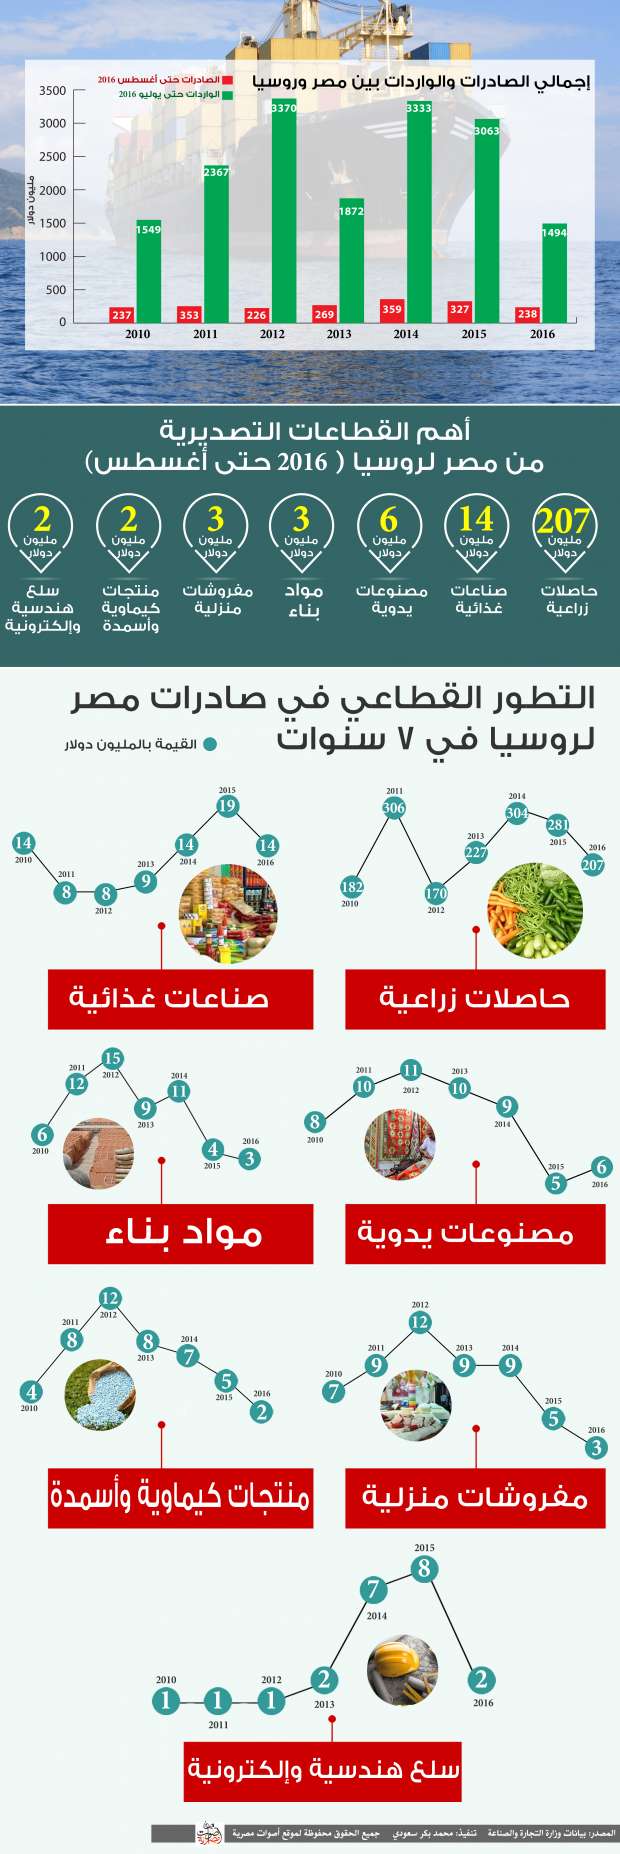 إجمالي الصادرات والواردات بين مصر وروسيا
الصادرات حتى أغسطس 2016
الواردات حتى يوليو 2016
مليون دولار
3500
3000
2500
2000
1500
1000
500
0
1549 2367 3370 1872 3333 3063 1494
237 353 226 269 359 327 238
2010 2011 2012 2013 2014 2015 2016
أهم القطاعات التصديرية
من مصر لروسيا ( 2016 حتى أغسطس)
207 مليون دولار
حاصلات زراعية
14 مليون دولار
صناعات غذائية
6 مليون دولار
مصنوعات يدوية
3 مليون دولار
مواد بناء
3 مليون دولار
مفروشات منزلية
2 مليون دولار
منتجات كيماوية وأسمدة
2 مليون دولار
سلع هندسية وإلكترونية
التطور القطاعي في صادرات مصر
لروسيا في ٧ سنوات
القيمة بالمليون دولار
182 306 170 227 304 281 207
2010 2011 2012 2013 2014 2015 2016
حاصلات زراعية
14 8 8 9 14 19 14
2010 2011 2012 2013 2014 2015 2016
صناعات غذائية
8 10 11 10 9 5 6
2010 2011 2012 2013 2014 2015 2016
مصنوعات يدوية
6 12 15 9 11 4 3
2010 2011 2012 2013 2014 2015 2016
مواد بناء
7 9 12 9 9 5 3
2010 2011 2012 2013 2014 2015 2016
مفروشات منزلية
4 8 12 8 7 5 2
2010 2011 2012 2013 2014 2015 2016
منتجات كيماوية وأسمدة
1 1 1 2 7 8 2
2010 2011 2012 2013 2014 2015 2016
سلع هندسية وإلكترونية
المصدر: بيانات وزارة التجارة والصناعة تنفيذ: محمد بكر سعودي جميع الحقوق محفوظة لموقع أصوات مصرية